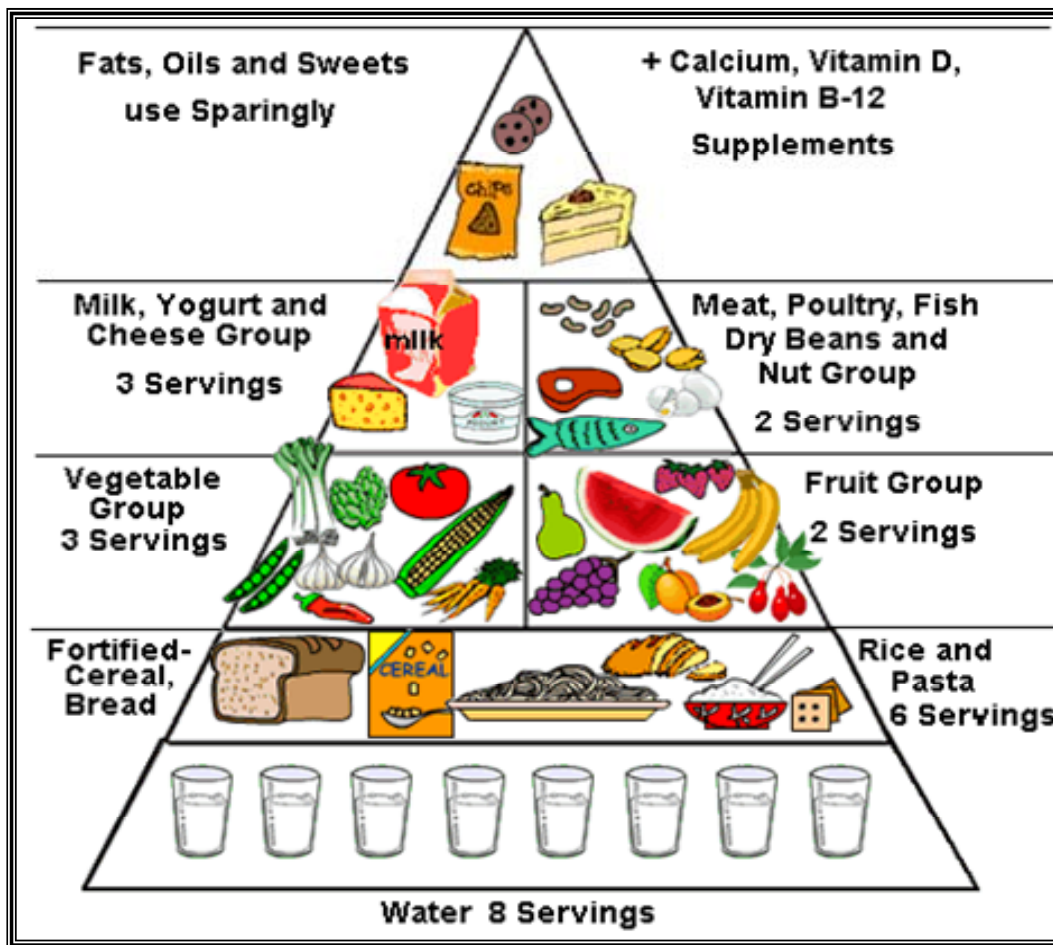 Fats, Oils and Sweets
use Sparingly
+ Calcium, Vitamin D,
Vitamin B-12
Supplements
chips
Milk, Yogurt and
Cheese Group
3 Servings
milk
YOGURT
Meat, Poultry, Fish
Dry Beans and
Nut Group
2 Servings
Vegetable
Group
3 Servings
Fruit Group
2 Servings
Fortified-
Cereal,
Bread
CEREAL
Rice and
Pasta
6 Servings
Water 8 Servings